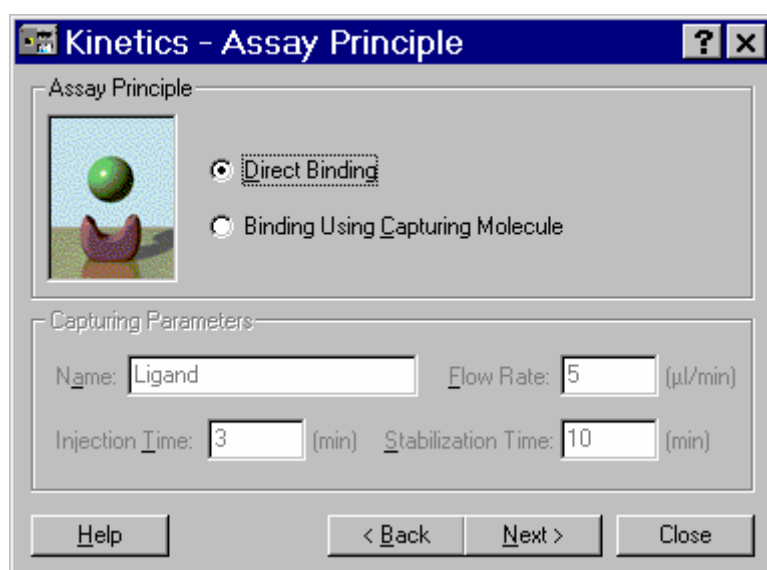 Kinetics - Assay Principle
Assay Principle
Direct Binding
Binding Using Capturing Molecule
Capturing Parameters
Name: Ligand Flow Rate: 5 (µl/min)
Injection Time: 3 (min) Stabilization Time: 10 (min)
Help < Back Next > Close